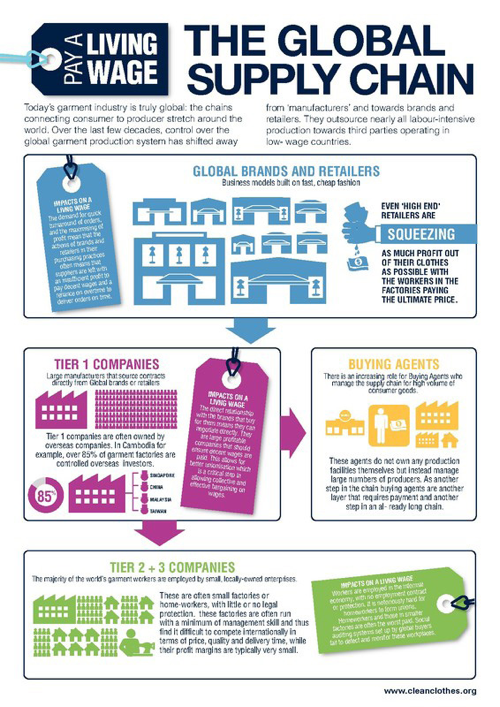 PAY A
LIVING
WAGE
THE GLOBAL
SUPPLY CHAIN
Today's garment industry is truly global: the chains
connecting consumer to producer stretch around the
world. Over the last few decades, control over the
global garment production system has shifted away
from 'manufacturers' and towards brands and
retailers. They outsource nearly all labour-intensive
production towards third parties operating in
low- wage countries.
GLOBAL BRANDS AND RETAILERS
Business models built on fast, cheap fashion
IMPACTS ON A
LIVING WAGE
The demand for quick
turnaround of orders,
and the maximising of
profit mean that the
actions of brands and
retailers in their
purchasing practices
often means that
suppliers are left with
an insufficient profit to
pay decent wages and a
reliance on overtime to
deliver orders on time.
EVEN 'HIGH END'
RETAILERS ARE
SQUEEZING
AS MUCH PROFIT OUT
OF THEIR CLOTHES
AS POSSIBLE WITH
THE WORKERS IN THE
FACTORIES PAYING
THE ULTIMATE PRICE.
TIER 1 COMPANIES
Large manufacturers that source contracts
directly from Global brands or retailers
Tier 1 companies are often owned by
overseas companies. In Cambodia for
example, over 85% of garment factories are
controlled overseas investors.
85%
SINGAPORE
CHINA
MALAYSIA
TAIWAN
IMPACTS ON A
LIVING WAGE
The direct relationship
with the brands that buy
for them means they can
negotiate directly. They
are large profitable
companies that should
ensure decent wages are
paid. This allows for
better unionisation which
is a critical step in
allowing collective and
effective bargaining on
wages.
BUYING AGENTS
There is an increasing role for Buying Agents who
manage the supply chain for high volume of
consumer goods.
These agents do not own any production
facilities themselves but instead manage
large numbers of producers. As another
step in the chain buying agents are another
layer that requires payment and another
step in an al- ready long chain.
TIER 2 + 3 COMPANIES
The majority of the world's garment workers are employed by small, locally-owned enterprises.
These are often small factories or
home-workers, with little or no legal
protection. these factories are often run
with a minimum of management skill and thus
find it difficult to compete internationally in
terms of price, quality and delivery time, while
their profit margins are typically very small.
IMPACTS ON A LIVING WAGE
Workers are employed in the informal
economy, with no employment contract
or protection. It is notoriously hard for
homeworkers to form unions.
Homeworkers and those in smaller
factories are often the worst paid. Social
auditing systems set up by global buyers
fail to detect and monitor these workplaces.
www.cleanclothes.org